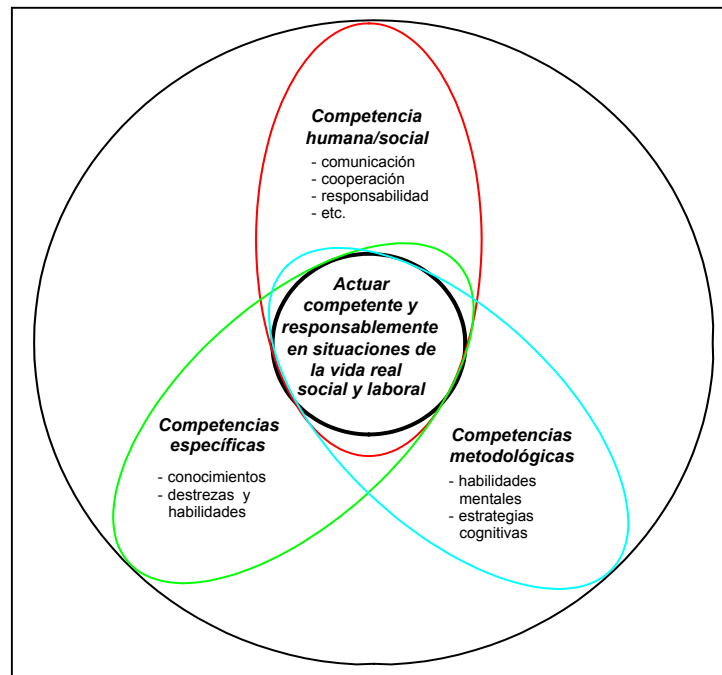 Competencia
humana/social
- comunicación
- cooperación
- responsabilidad
- etc.
Actuar
competente y
responsablemente
en situaciones de
la vida real
social y laboral
Competencias
específicas
- conocimientos
- destrezas y
habilidades
Competencias
metodológicas
- habilidades
mentales
- estrategias
cognitivas